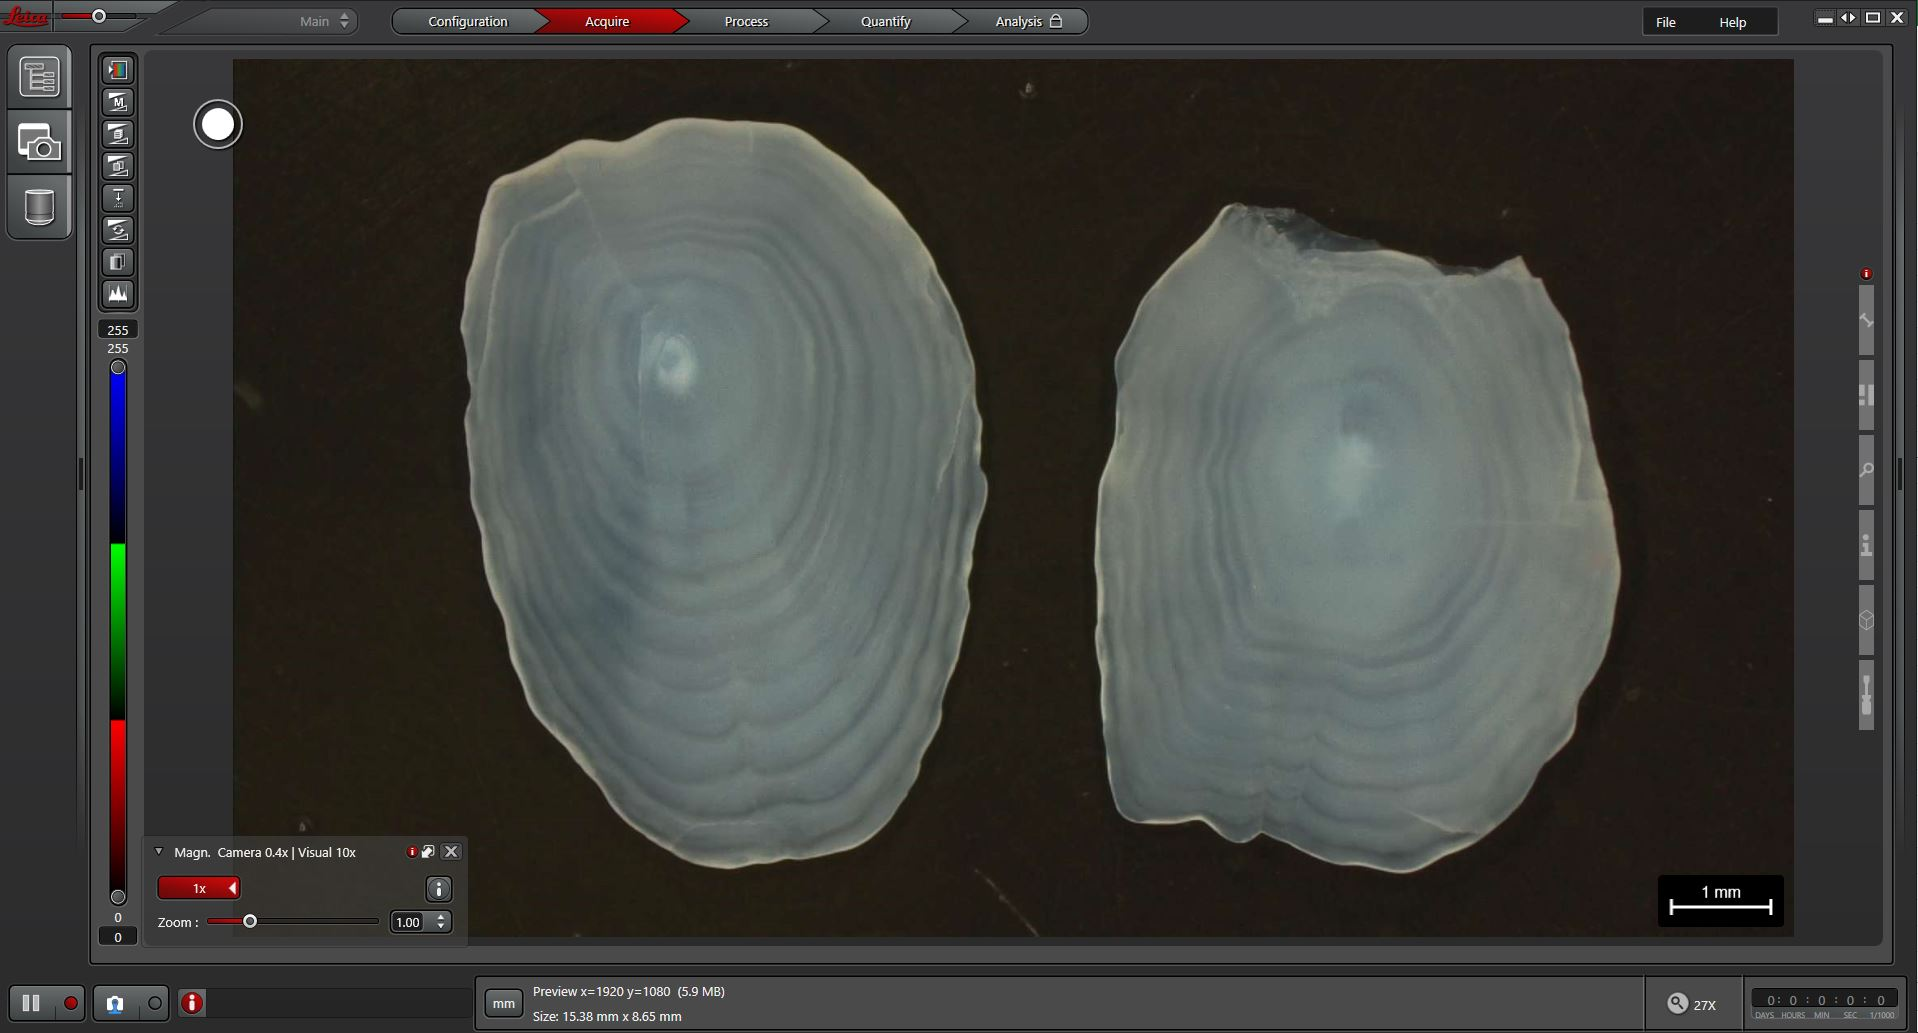 Leica
Main
Configuration
Acquire
Process
Quantify
Analysis
File
Help
M
255
255
0
0
Magn. Camera 0.4x | Visual 10x
1x
Zoom : 1.00
1 mm
mm
Preview x=1920 y=1080 (5.9 MB)
Size: 15.38 mm x 8.65 mm
27X
0 : 0 : 0 : 0 : 0
DAYS HOURS MIN SEC 1/1000